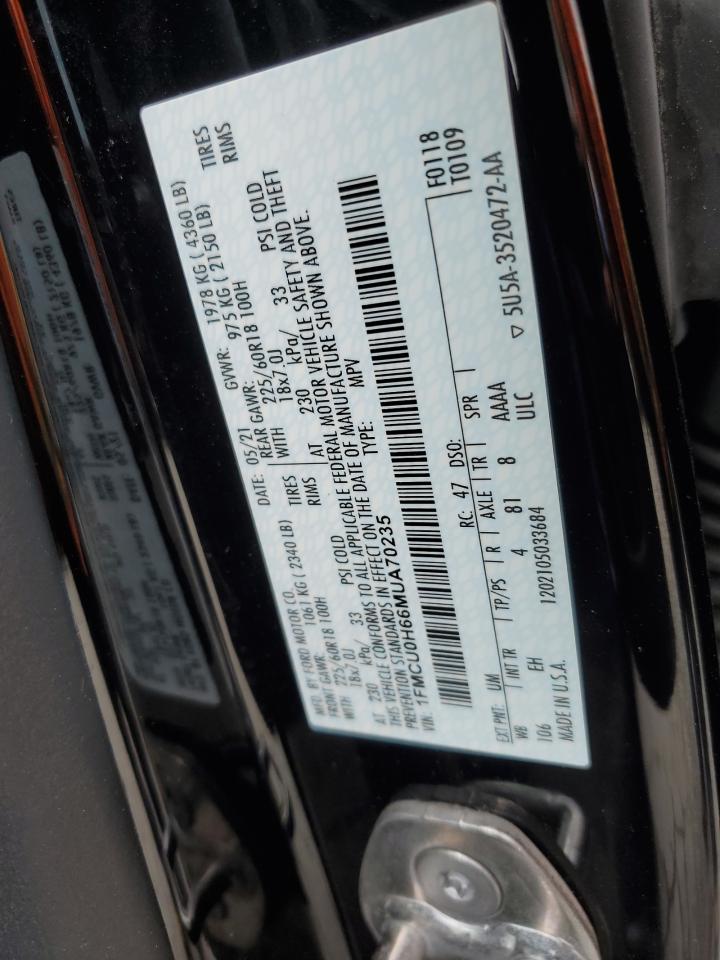 MFD. BY FORD MOTOR CO.
DATE: 05/21 GVWR: 1978 KG ( 4360 LB)
FRONT GAWR: 1061 KG ( 2340 LB) REAR GAWR: 975 KG ( 2150 LB)
WITH 225/60R18 100H TIRES WITH 225/60R18 100H TIRES
18x7.0J RIMS 18x7.0J RIMS
AT 230 kPa/ 33 PSI COLD AT 230 kPa/ 33 PSI COLD
THIS VEHICLE CONFORMS TO ALL APPLICABLE FEDERAL MOTOR VEHICLE SAFETY AND THEFT
PREVENTION STANDARDS IN EFFECT ON THE DATE OF MANUFACTURE SHOWN ABOVE.
VIN: 1FMCU0H66MUA70235 TYPE: MPV
F0118
T0109
EXT PNT: UM RC: 47 DSO:
WB INT TR TP/PS R AXLE TR SPR
106 EH 4 81 8 AAAA
ULC
MADE IN U.S.A. 1202105033684 ▽ 5U5A-3520472-AA